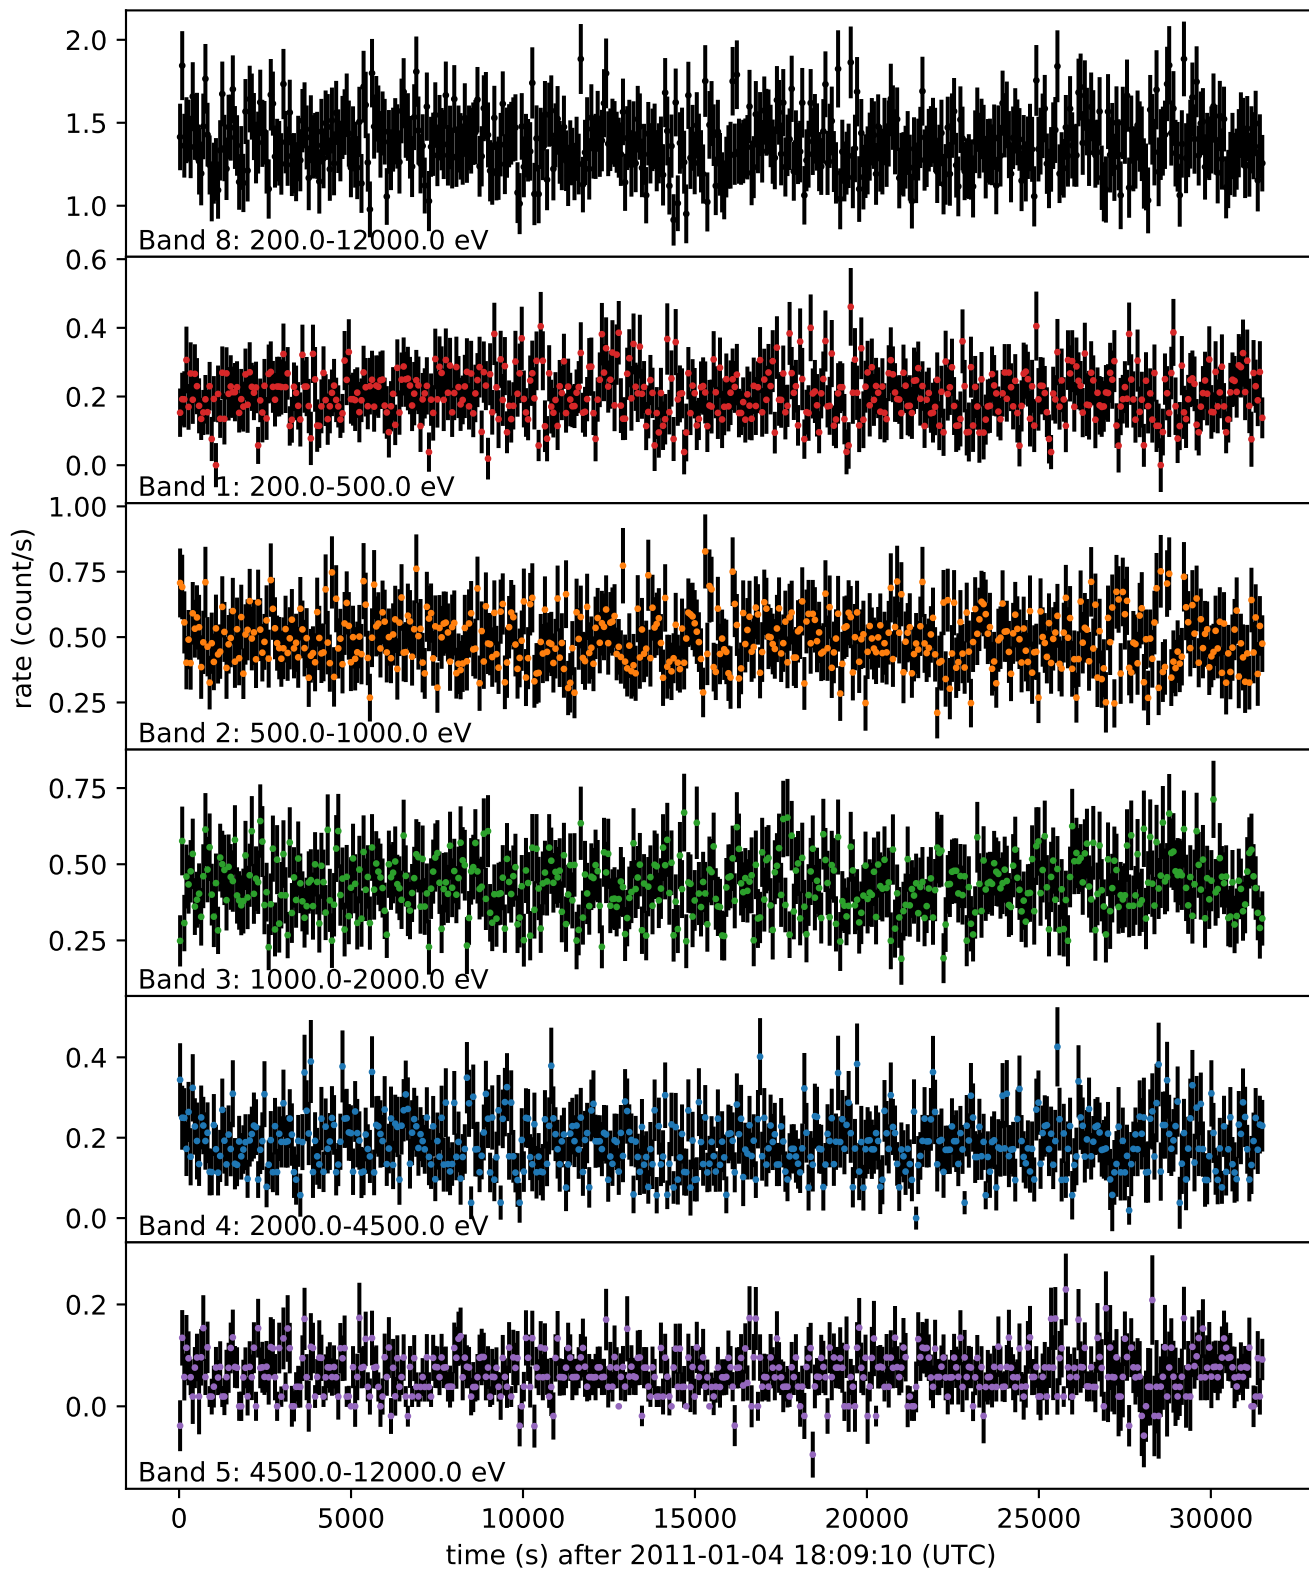 2.0
1.5
1.0
Band 8: 200.0-12000.0 eV
0.6
0.4
0.2
0.0
Band 1: 200.0-500.0 eV
1.00
0.75
0.50
0.25
Band 2: 500.0-1000.0 eV
rate (count/s)
0.75
0.50
0.25
Band 3: 1000.0-2000.0 eV
0.4
0.2
0.0
Band 4: 2000.0-4500.0 eV
0.2
0.0
Band 5: 4500.0-12000.0 eV
0 5000 10000 15000 20000 25000 30000
time (s) after 2011-01-04 18:09:10 (UTC)